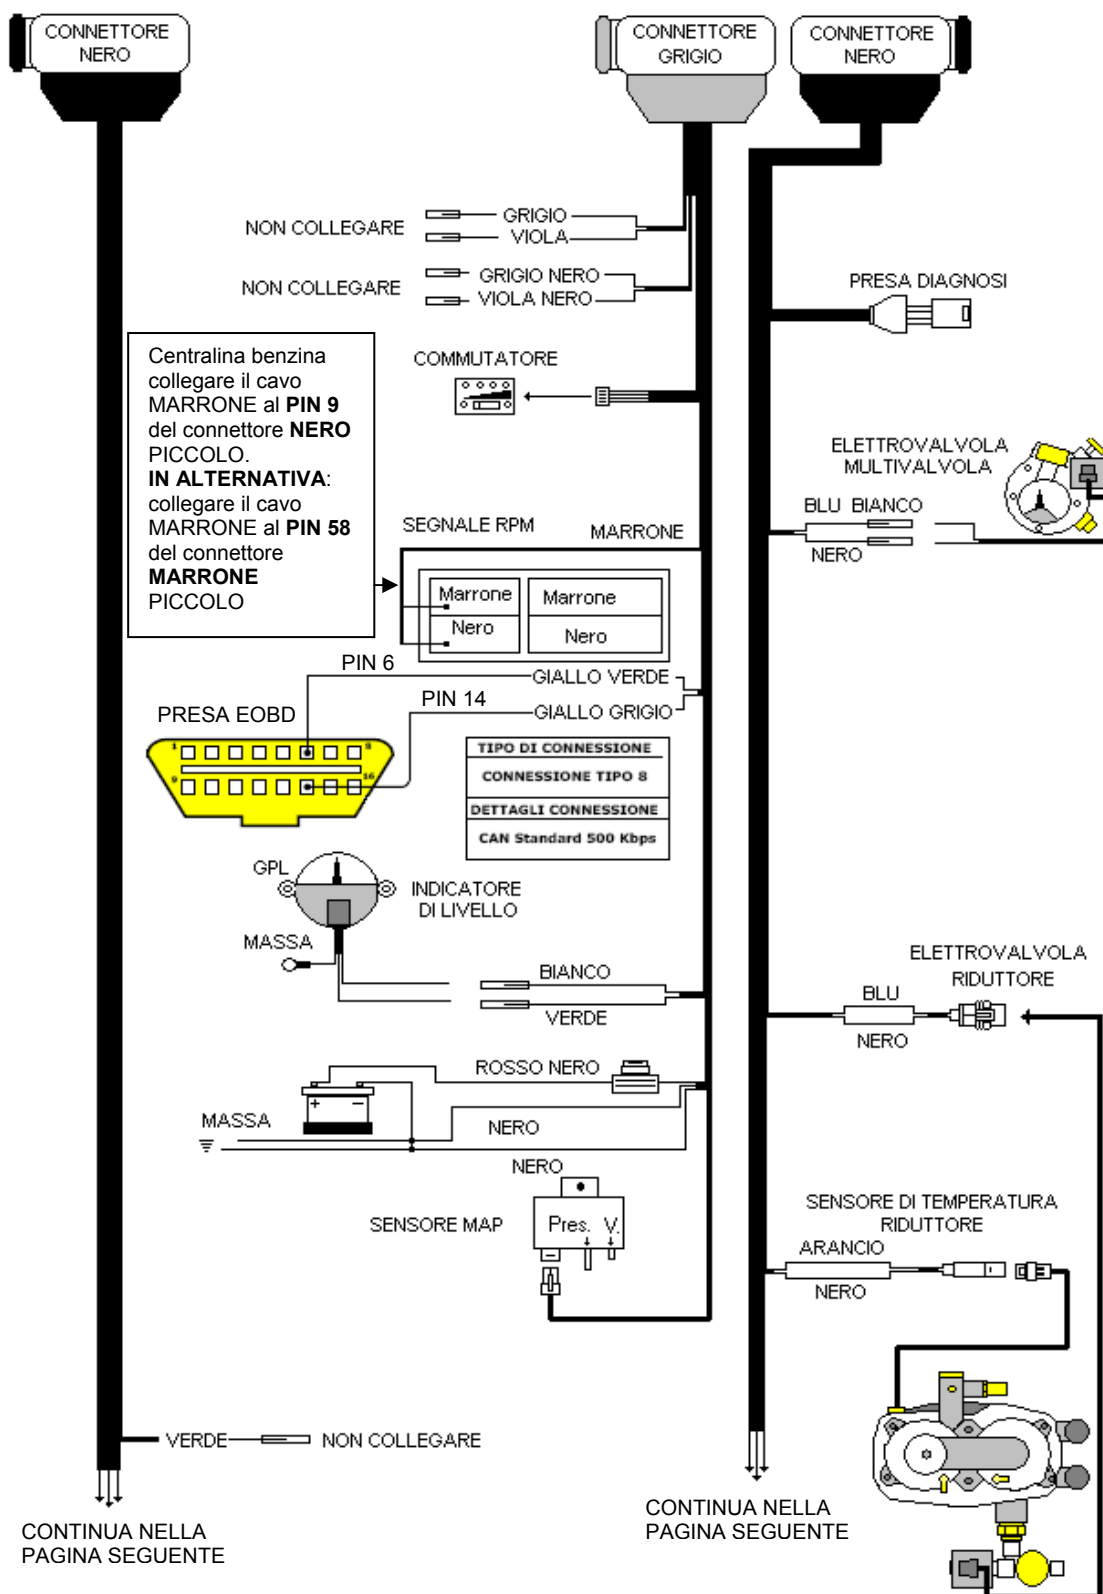 CONNETTORE
NERO
CONNETTORE
GRIGIO
CONNETTORE
NERO
NON COLLEGARE
GRIGIO
VIOLA
NON COLLEGARE
GRIGIO NERO
VIOLA NERO
PRESA DIAGNOSI
COMMUTATORE
Centralina benzina
collegare il cavo
MARRONE al PIN 9
del connettore NERO
PICCOLO.
IN ALTERNATIVA:
collegare il cavo
MARRONE al PIN 58
del connettore
MARRONE
PICCOLO
ELETTROVALVOLA
MULTIVALVOLA
BLU BIANCO
NERO
SEGNALE RPM
MARRONE
Marrone
Marrone
Nero
Nero
PIN 6
GIALLO VERDE
PIN 14
GIALLO GRIGIO
PRESA EOBD
1
8
9
16
TIPO DI CONNESSIONE
CONNESSIONE TIPO 8
DETTAGLI CONNESSIONE
CAN Standard 500 Kbps
GPL
INDICATORE
DI LIVELLO
MASSA
BIANCO
VERDE
ELETTROVALVOLA
RIDUTTORE
BLU
NERO
ROSSO NERO
+ −
MASSA
NERO
NERO
SENSORE MAP
Pres. V.
SENSORE DI TEMPERATURA
RIDUTTORE
ARANCIO
NERO
VERDE
NON COLLEGARE
CONTINUA NELLA
PAGINA SEGUENTE
CONTINUA NELLA
PAGINA SEGUENTE